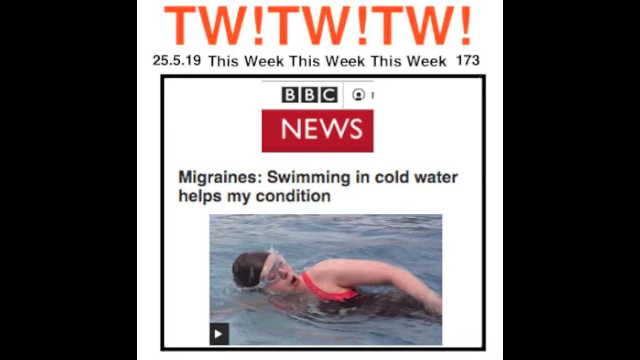 TW!TW!TW!
25.5.19 This Week This Week This Week 173
BBC
NEWS
Migraines: Swimming in cold water
helps my condition